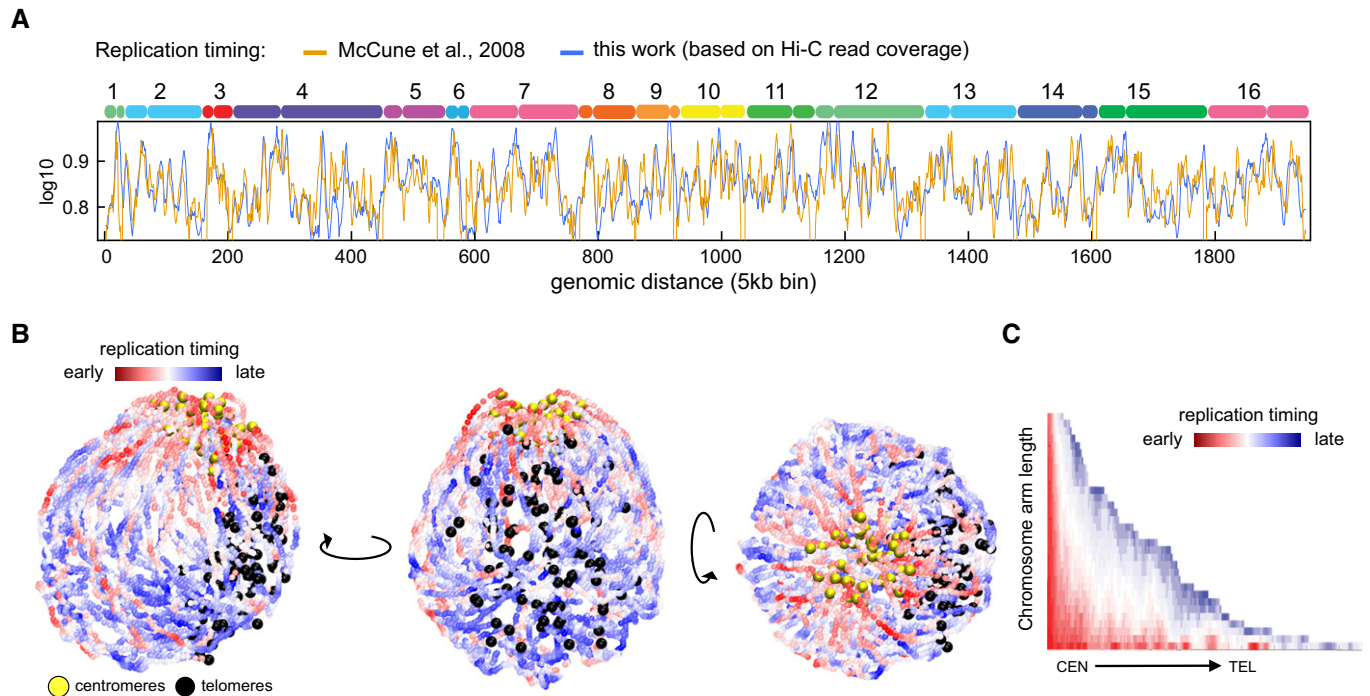 A
Replication timing: McCune et al., 2008 this work (based on Hi-C read coverage)
1 2 3 4 5 6 7 8 9 10 11 12 13 14 15 16
log10
0.9
0.8
0 200 400 600 800 1000 1200 1400 1600 1800
genomic distance (5kb bin)
B
replication timing
early late
centromeres telomeres
C
replication timing
early late
Chromosome arm length
CEN TEL